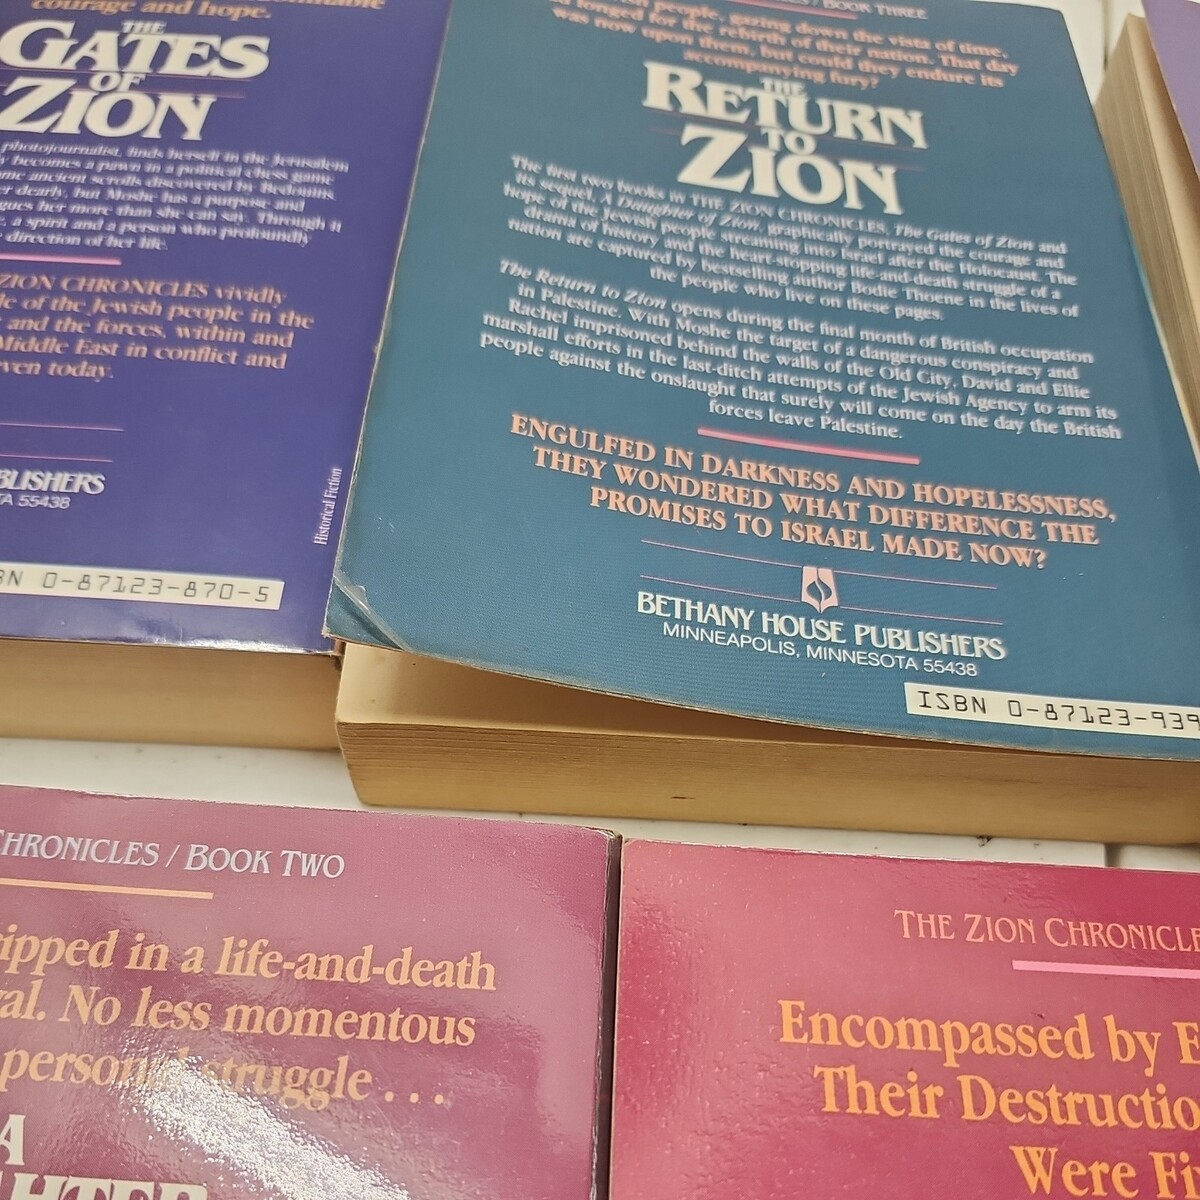 courage and hope.
THE
GATES
OF
ZION
photojournalist, finds herself in the Jerusalem
becomes a pawn in a political chess game
ancient scrolls discovered by Bedouins.
dearly, but Moshe has a purpose and
her more than she can say. Through it
a spirit and a person who profoundly
direction of her life.
ZION CHRONICLES vividly
of the Jewish people in the
and the forces, within and
Middle East in conflict and
even today.
BLISHERS
TA 55438
Historical Fiction
BN 0-87123-870-5
/ BOOK THREE
people, gazing down the vista of time,
longed for the rebirth of their nation. That day
was now upon them, but could they endure its
accompanying fury?
THE
RETURN
TO
ZION
The first two books in THE ZION CHRONICLES, The Gates of Zion and
its sequel, A Daughter of Zion, graphically portrayed the courage and
hope of the Jewish people streaming into Israel after the Holocaust. The
drama of history and the heart-stopping life-and-death struggle of a
nation are captured by bestselling author Bodie Thoene in the lives of
the people who live on these pages.
The Return to Zion opens during the final month of British occupation
in Palestine. With Moshe the target of a dangerous conspiracy and
Rachel imprisoned behind the walls of the Old City, David and Ellie
marshall efforts in the last-ditch attempts of the Jewish Agency to arm its
people against the onslaught that surely will come on the day the British
forces leave Palestine.
ENGULFED IN DARKNESS AND HOPELESSNESS,
THEY WONDERED WHAT DIFFERENCE THE
PROMISES TO ISRAEL MADE NOW?
BETHANY HOUSE PUBLISHERS
MINNEAPOLIS, MINNESOTA 55438
ISBN 0-87123-939
CHRONICLES / BOOK TWO
ripped in a life-and-death
al. No less momentous
personal struggle . . .
A
GHTER
THE ZION CHRONICLE
Encompassed by E
Their Destructio
Were Fi